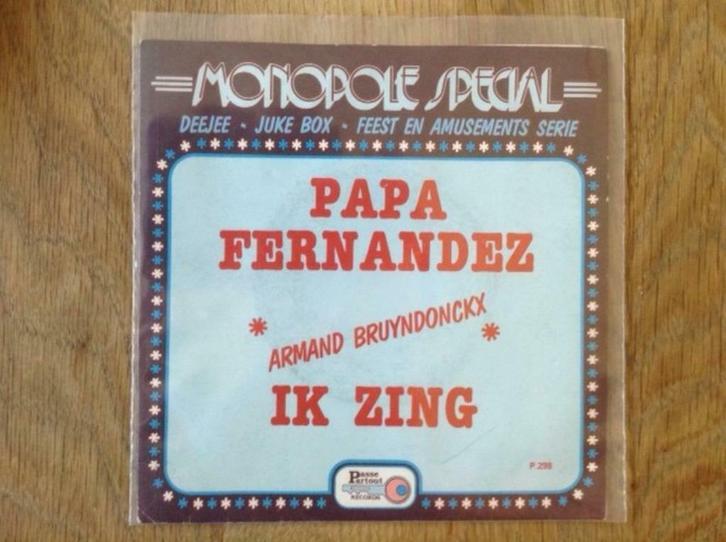 MONOPOLE SPECIAL
DEEJEE - JUKE BOX - FEEST EN AMUSEMENTS SERIE
PAPA
FERNANDEZ
* ARMAND BRUYNDONCKX *
IK ZING
P.298
Passe
Partout
RECORDS